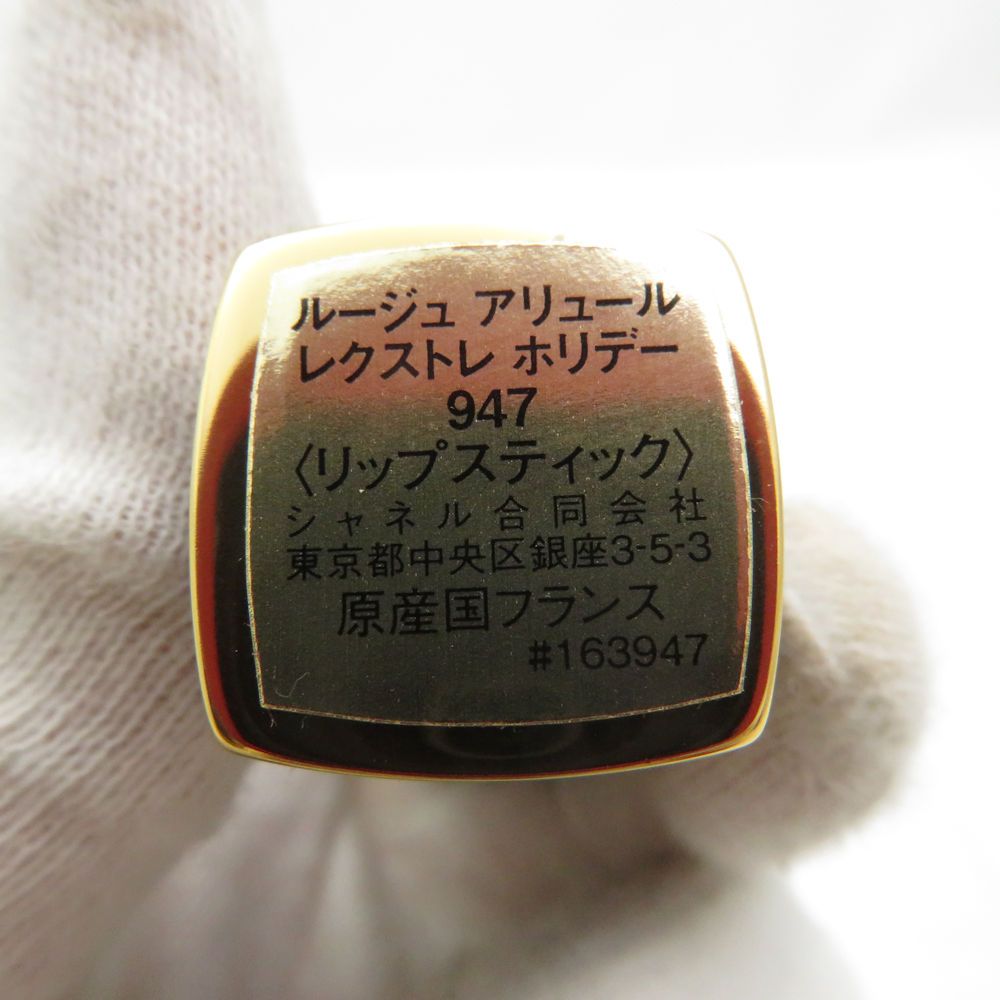 ルージュ アリュール
レクストレ ホリデー
947
〈リップスティック〉
シャネル合同会社
東京都中央区銀座3-5-3
原産国フランス
#163947